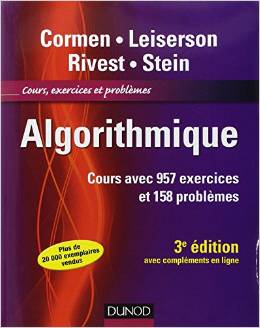 Cormen • Leiserson
Rivest • Stein
Cours, exercices et problèmes
Algorithmique
Cours avec 957 exercices
et 158 problèmes
Plus de
20 000 exemplaires
vendus
3e édition
avec compléments en ligne
DUNOD